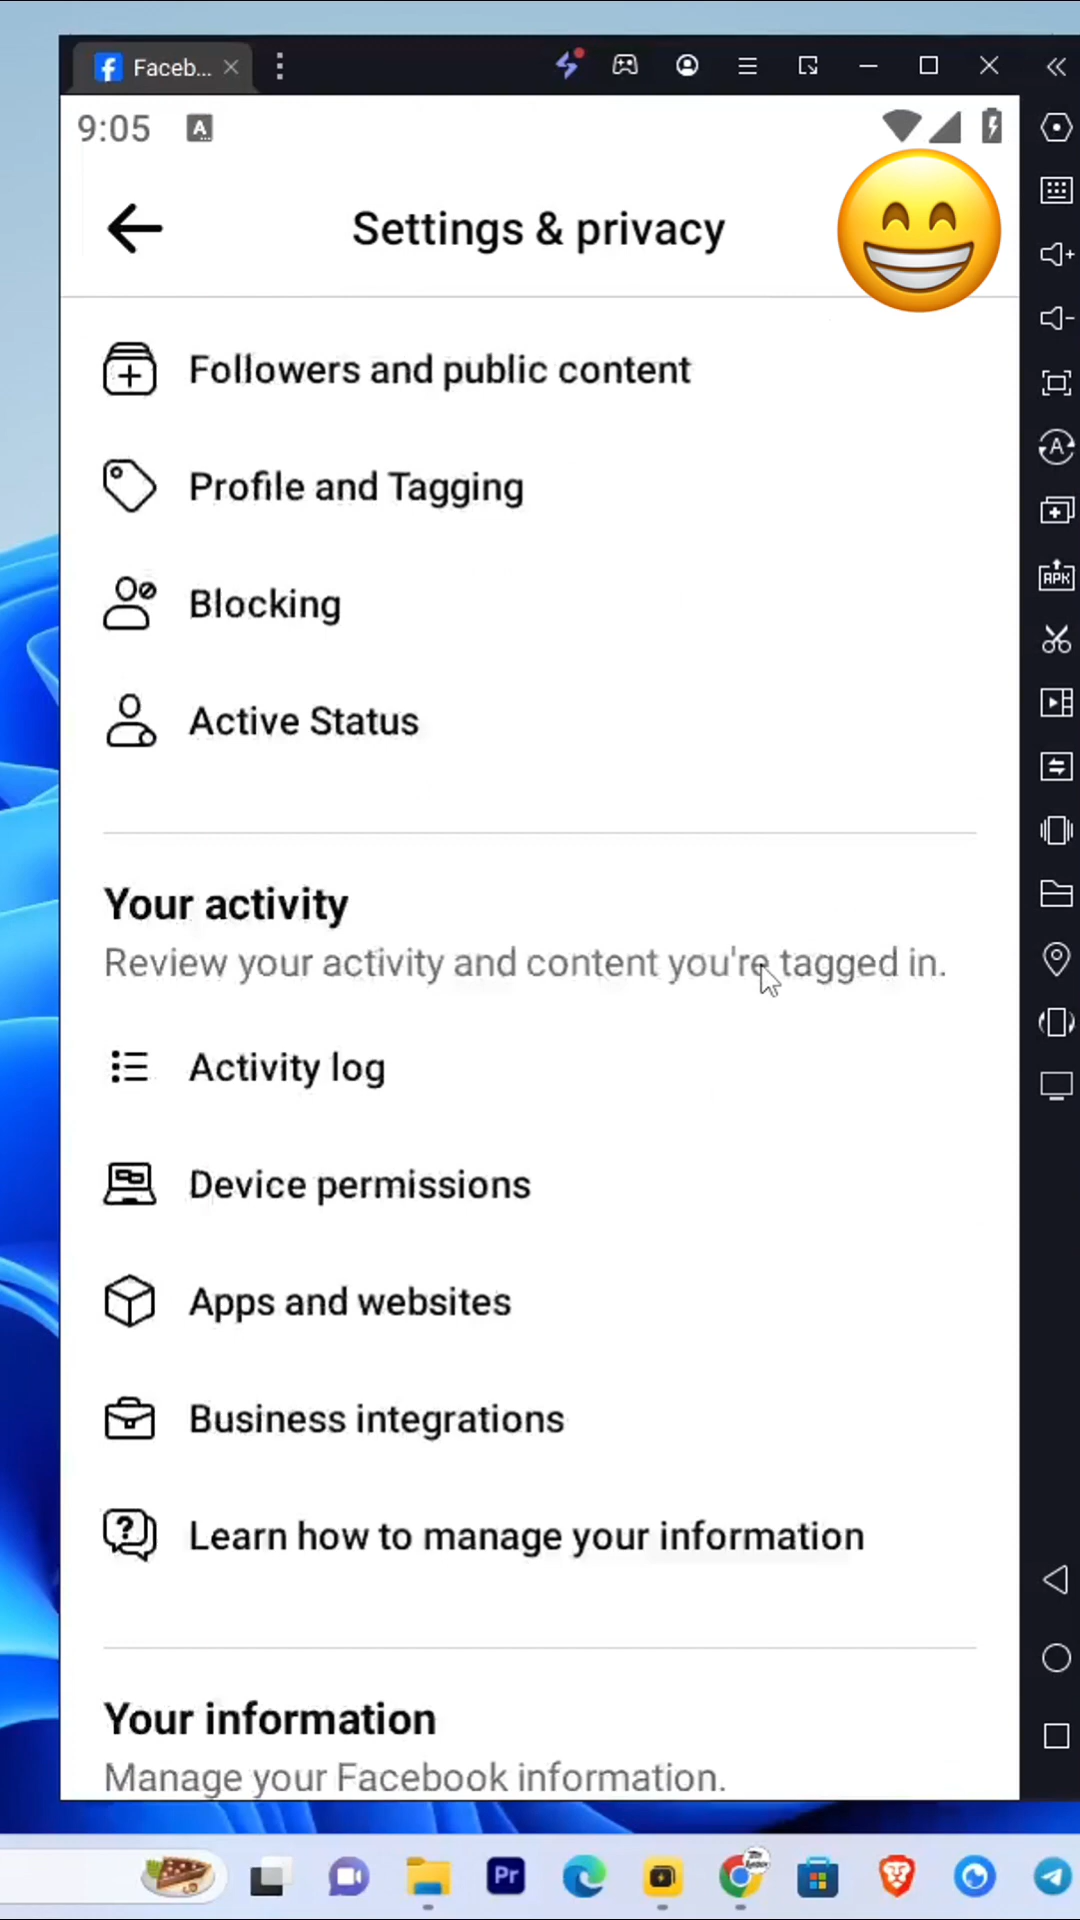 Faceb...
9:05
A
Settings & privacy
Followers and public content
Profile and Tagging
Blocking
Active Status
Your activity
Review your activity and content you're tagged in.
Activity log
Device permissions
Apps and websites
Business integrations
Learn how to manage your information
Your information
Manage your Facebook information.
A
APK
Pr